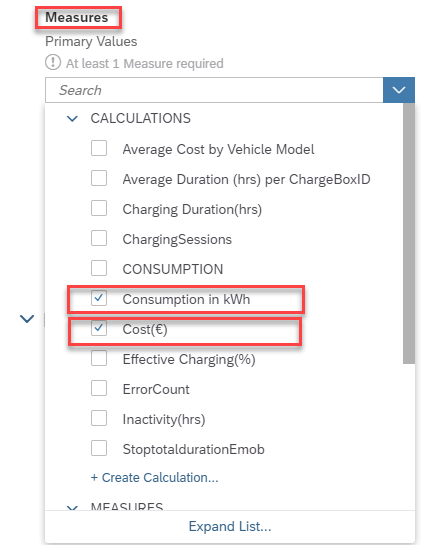 Measures
Primary Values
At least 1 Measure required
Search
CALCULATIONS
Average Cost by Vehicle Model
Average Duration (hrs) per ChargeBoxID
Charging Duration(hrs)
ChargingSessions
CONSUMPTION
Consumption in kWh
Cost(€)
Effective Charging(%)
ErrorCount
Inactivity(hrs)
StoptotaldurationEmob
+ Create Calculation...
MEASURES
Expand List...